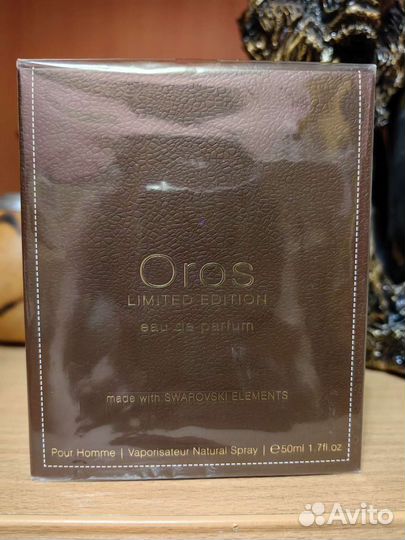 Oros
LIMITED EDITION
eau de parfum
made with SWAROVSKI ELEMENTS
Pour Homme | Vaporisateur Natural Spray | ℮50ml 1.7fl.oz
Avito